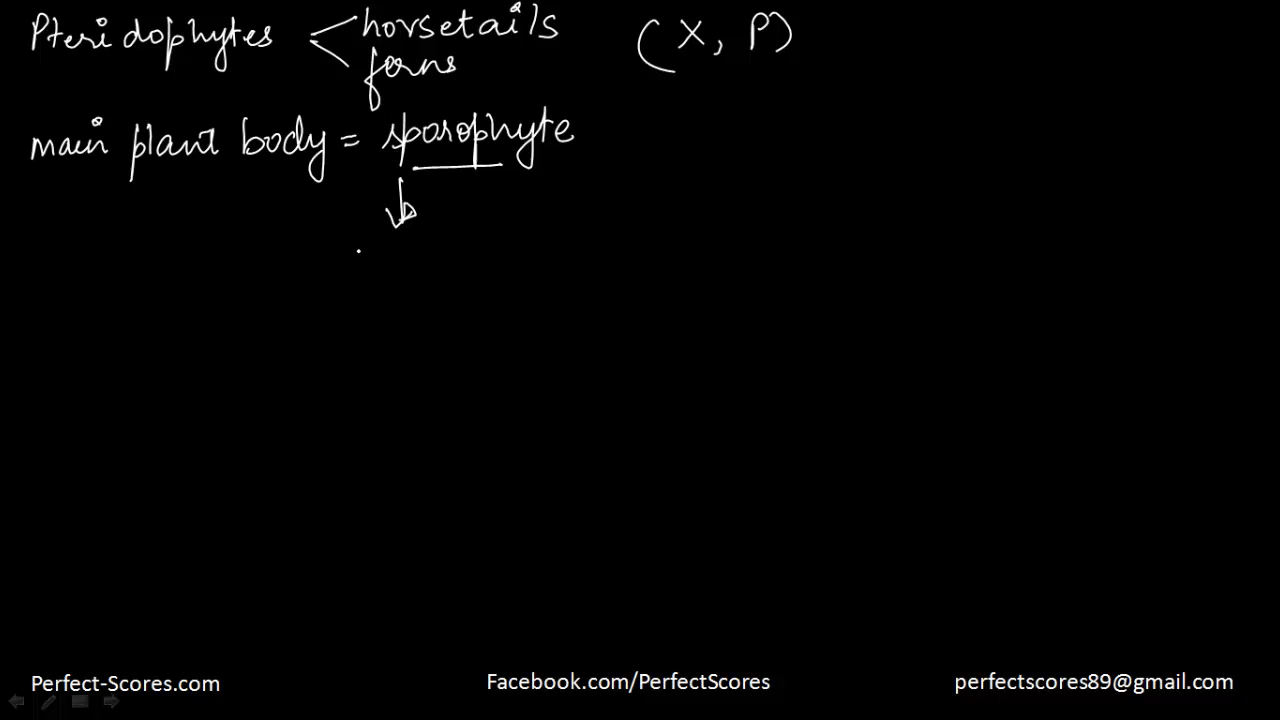 Pteridophytes < horsetails (X, P)
ferns
main plant body = sporophyte
Perfect-Scores.com Facebook.com/PerfectScores perfectscores89@gmail.com